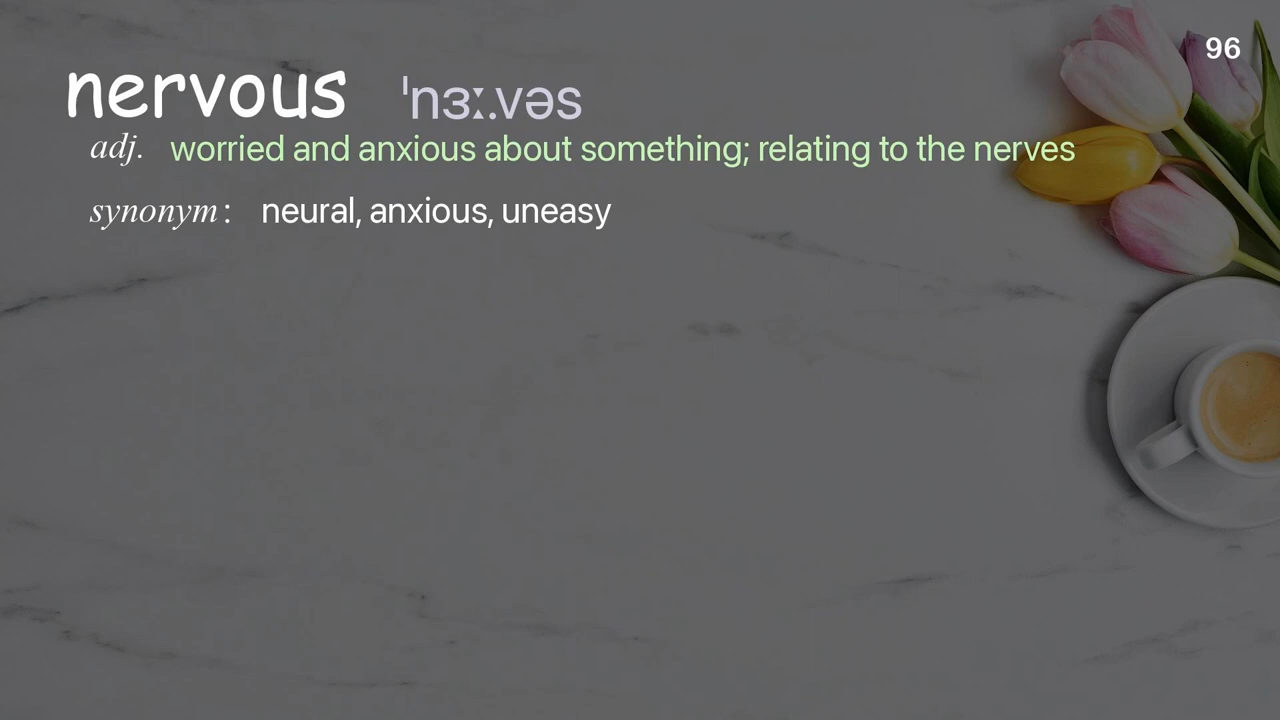 96
nervous ˈnɜː.vəs
adj. worried and anxious about something; relating to the nerves
synonym: neural, anxious, uneasy